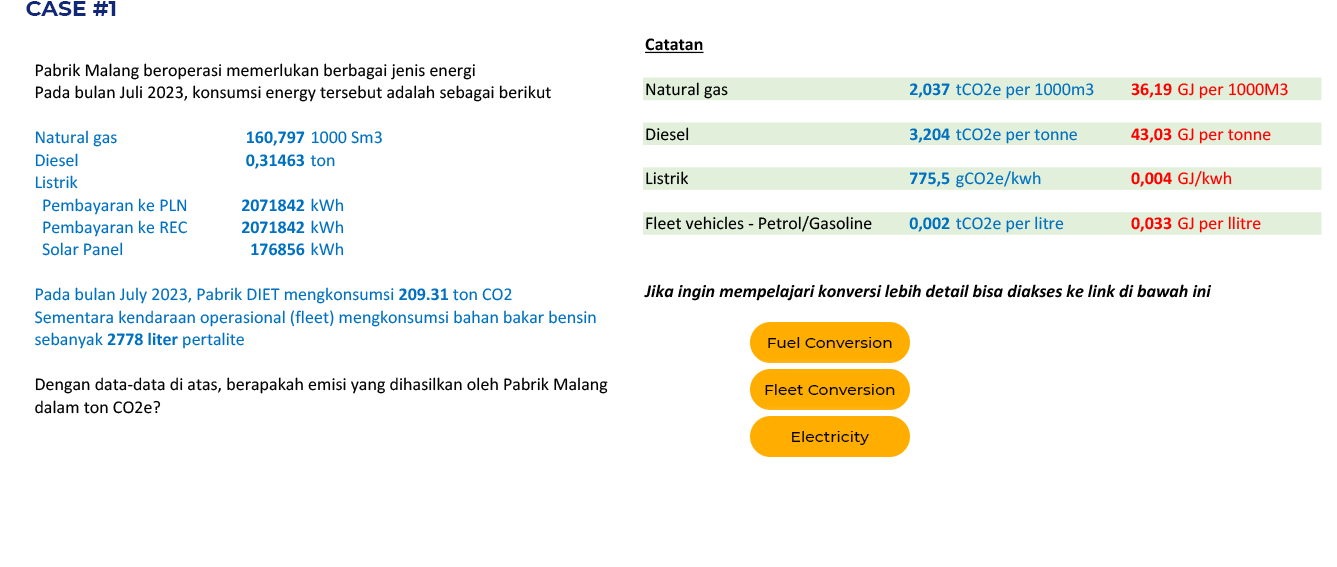 CASE #1
Pabrik Malang beroperasi memerlukan berbagai jenis energi
Pada bulan Juli 2023, konsumsi energy tersebut adalah sebagai berikut
Natural gas 160,797 1000 Sm3
Diesel 0,31463 ton
Listrik
Pembayaran ke PLN 2071842 kWh
Pembayaran ke REC 2071842 kWh
Solar Panel 176856 kWh
Pada bulan July 2023, Pabrik DIET mengkonsumsi 209.31 ton CO2
Sementara kendaraan operasional (fleet) mengkonsumsi bahan bakar bensin
sebanyak 2778 liter pertalite
Dengan data-data di atas, berapakah emisi yang dihasilkan oleh Pabrik Malang
dalam ton CO2e?
Catatan
Natural gas 2,037 tCO2e per 1000m3 36,19 GJ per 1000M3
Diesel 3,204 tCO2e per tonne 43,03 GJ per tonne
Listrik 775,5 gCO2e/kwh 0,004 GJ/kwh
Fleet vehicles - Petrol/Gasoline 0,002 tCO2e per litre 0,033 GJ per llitre
Jika ingin mempelajari konversi lebih detail bisa diakses ke link di bawah ini
Fuel Conversion
Fleet Conversion
Electricity